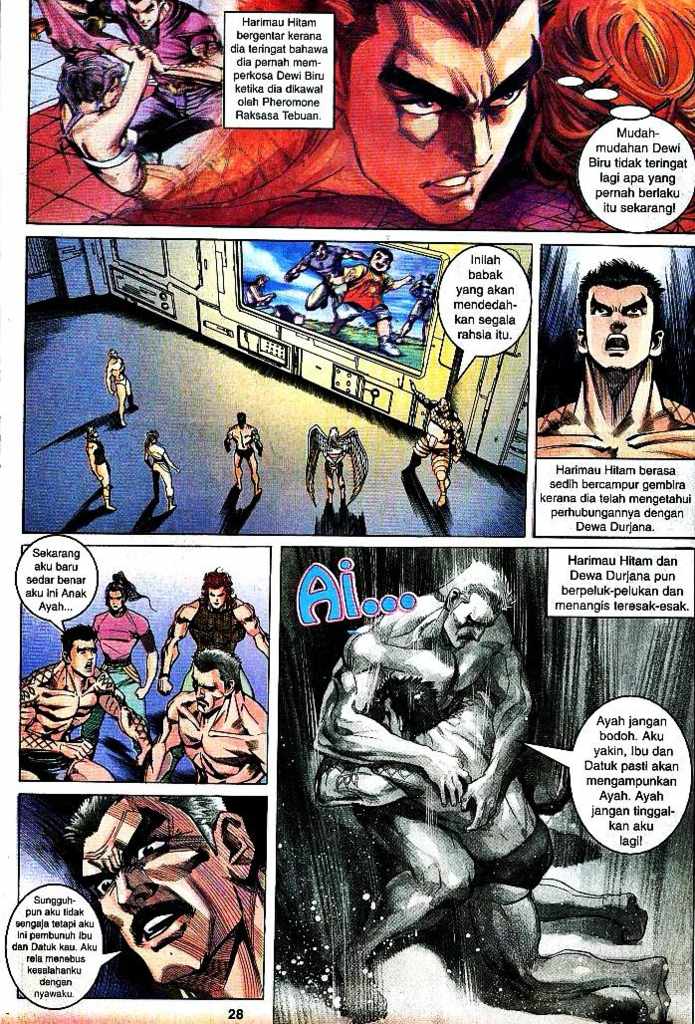 Harimau Hitam
bergentar kerana
dia teringat bahawa
dia pernah mem-
perkosa Dewi Biru
ketika dia dikawal
oleh Pheromone
Raksasa Tebuan.
Mudah-
mudahan Dewi
Biru tidak teringat
lagi apa yang
pernah berlaku
itu sekarang!
Inilah
babak
yang akan
mendedah-
kan segala
rahsia itu.
Harimau Hitam berasa
sedih bercampur gembira
kerana dia telah mengetahui
perhubungannya dengan
Dewa Durjana.
Sekarang
aku baru
sedar benar
aku ini Anak
Ayah...
Ai...
Harimau Hitam dan
Dewa Durjana pun
berpeluk-pelukan dan
menangis teresak-esak.
Ayah jangan
bodoh. Aku
yakin, Ibu dan
Datuk pasti akan
mengampunkan
Ayah. Ayah
jangan tinggal-
kan aku
lagi!
Sungguh-
pun aku tidak
sengaja tetapi aku
ini pembunuh Ibu
dan Datuk kau. Aku
rela menebus
kesalahanku
dengan
nyawaku.
28